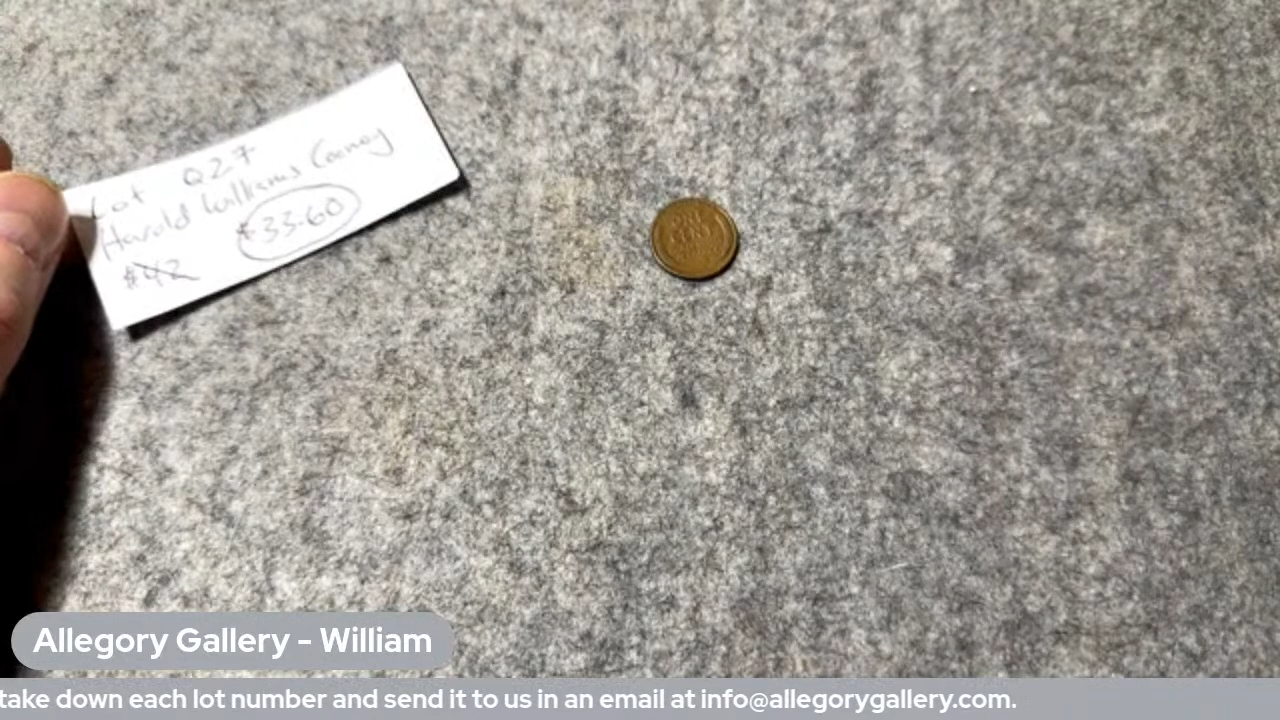 Lot Q27
Harold Williams Cooney
$42 $33.60
ONE
CENT
Allegory Gallery - William
take down each lot number and send it to us in an email at info@allegorygallery.com.